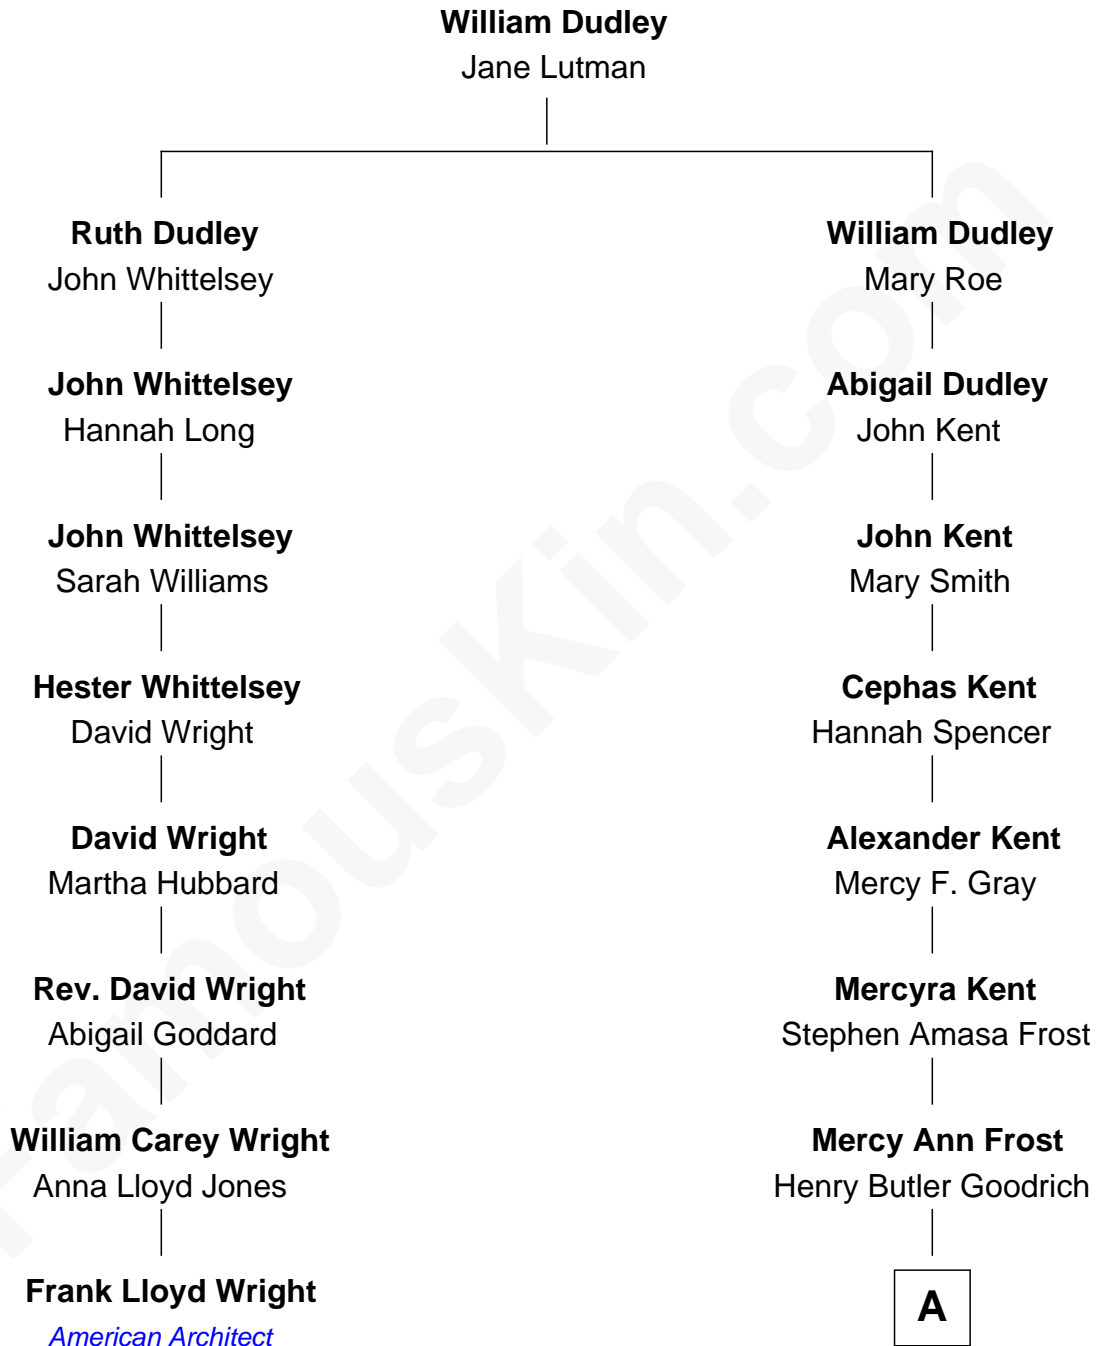 William Dudley
Jane Lutman
Ruth Dudley
John Whittelsey
William Dudley
Mary Roe
John Whittelsey
Hannah Long
Abigail Dudley
John Kent
John Whittelsey
Sarah Williams
John Kent
Mary Smith
Hester Whittelsey
David Wright
Cephas Kent
Hannah Spencer
David Wright
Martha Hubbard
Alexander Kent
Mercy F. Gray
Rev. David Wright
Abigail Goddard
Mercyra Kent
Stephen Amasa Frost
William Carey Wright
Anna Lloyd Jones
Mercy Ann Frost
Henry Butler Goodrich
Frank Lloyd Wright
American Architect
A
FamousKin.com